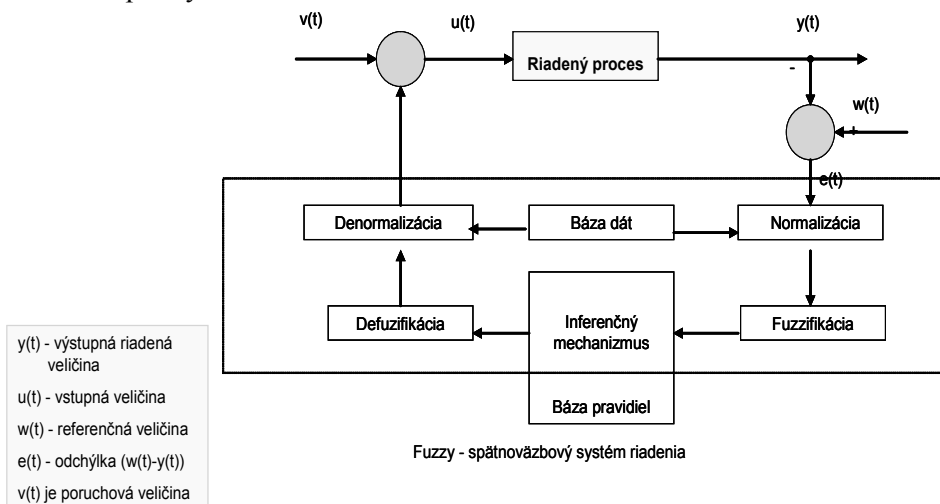 v(t)
u(t)
y(t)
Riadený proces
-
w(t)
+
e(t)
Denormalizácia
Báza dát
Normalizácia
Defuzifikácia
Inferenčný
mechanizmus
Fuzzifikácia
Báza pravidiel
Fuzzy - spätnoväzbový systém riadenia
y(t) - výstupná riadená
veličina
u(t) - vstupná veličina
w(t) - referenčná veličina
e(t) - odchýlka (w(t)-y(t))
v(t) je poruchová veličina